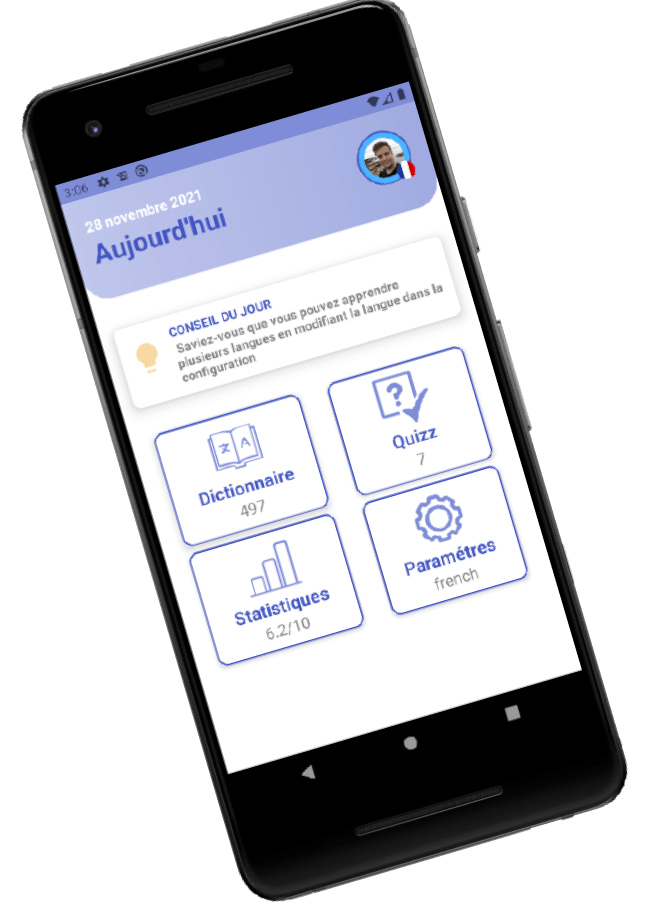 3:06
28 novembre 2021
Aujourd'hui
CONSEIL DU JOUR
Saviez-vous que vous pouvez apprendre
plusieurs langues en modifiant la langue dans la
configuration
Z A
Dictionnaire
497
?
Quizz
7
Statistiques
6.2/10
Paramétres
french